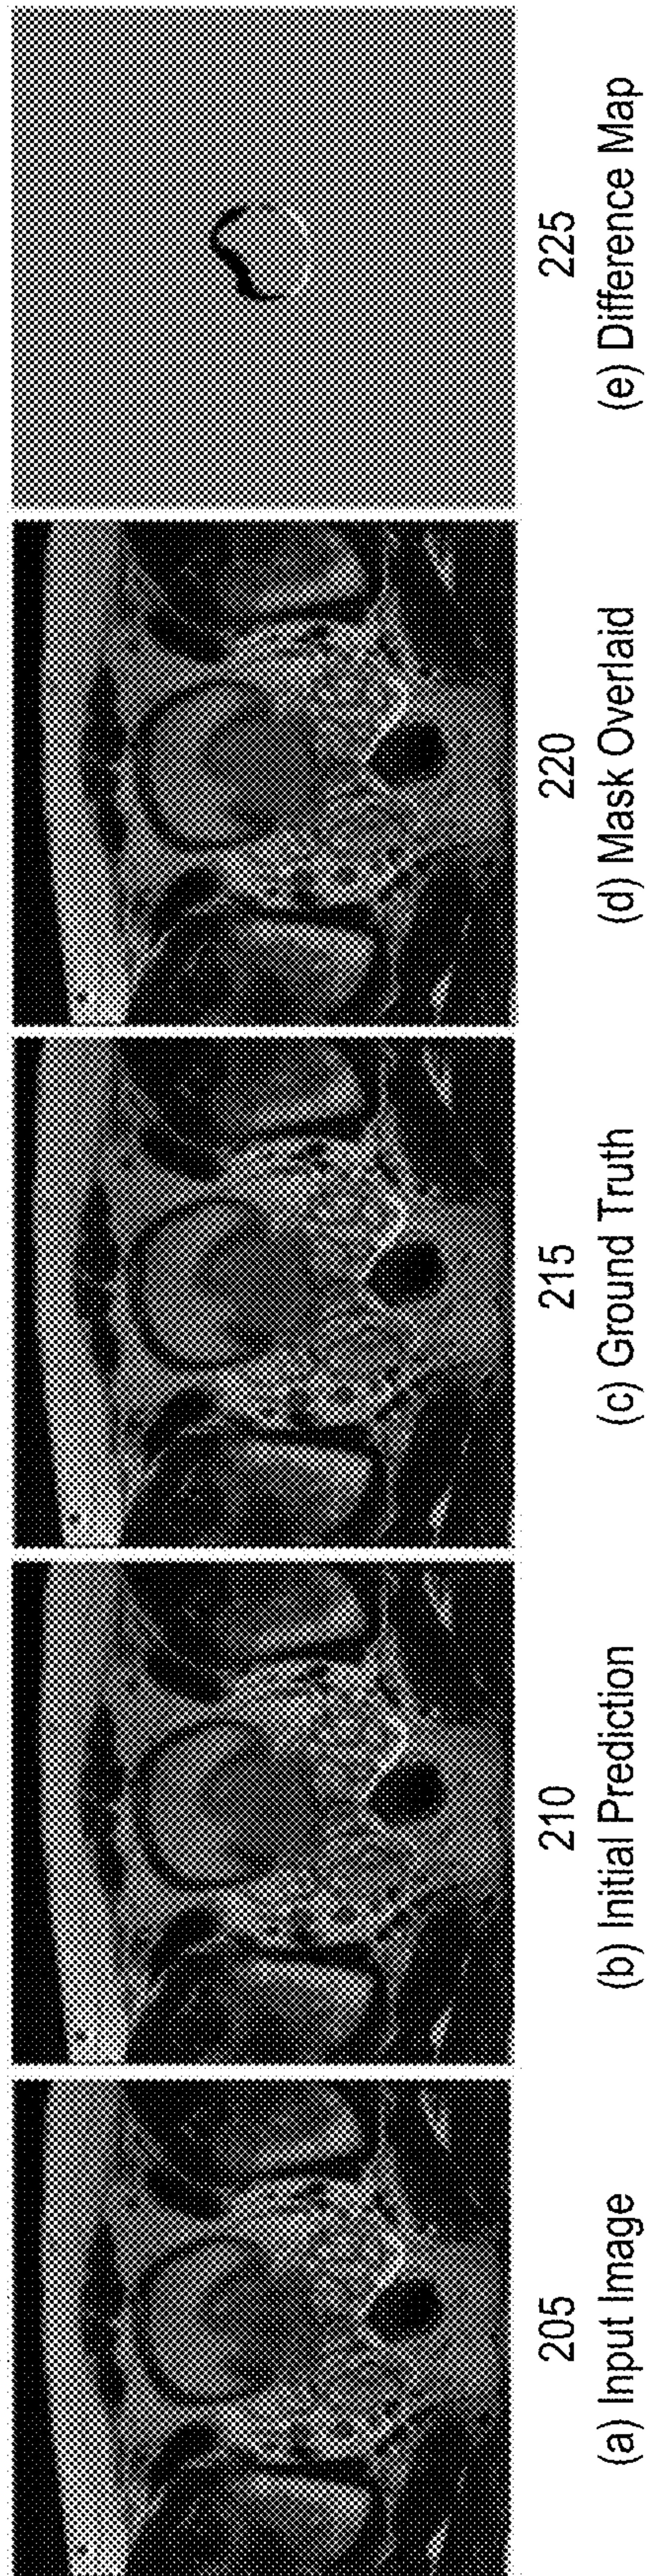 205
(a) Input Image
210
(b) Initial Prediction
215
(c) Ground Truth
220
(d) Mask Overlaid
225
(e) Difference Map